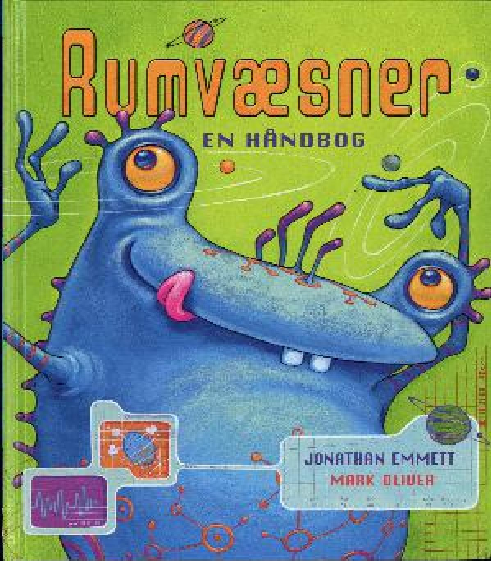 Rumvæsner
EN HÅNDBOG
JONATHAN EMMETT
MARK OLIVER